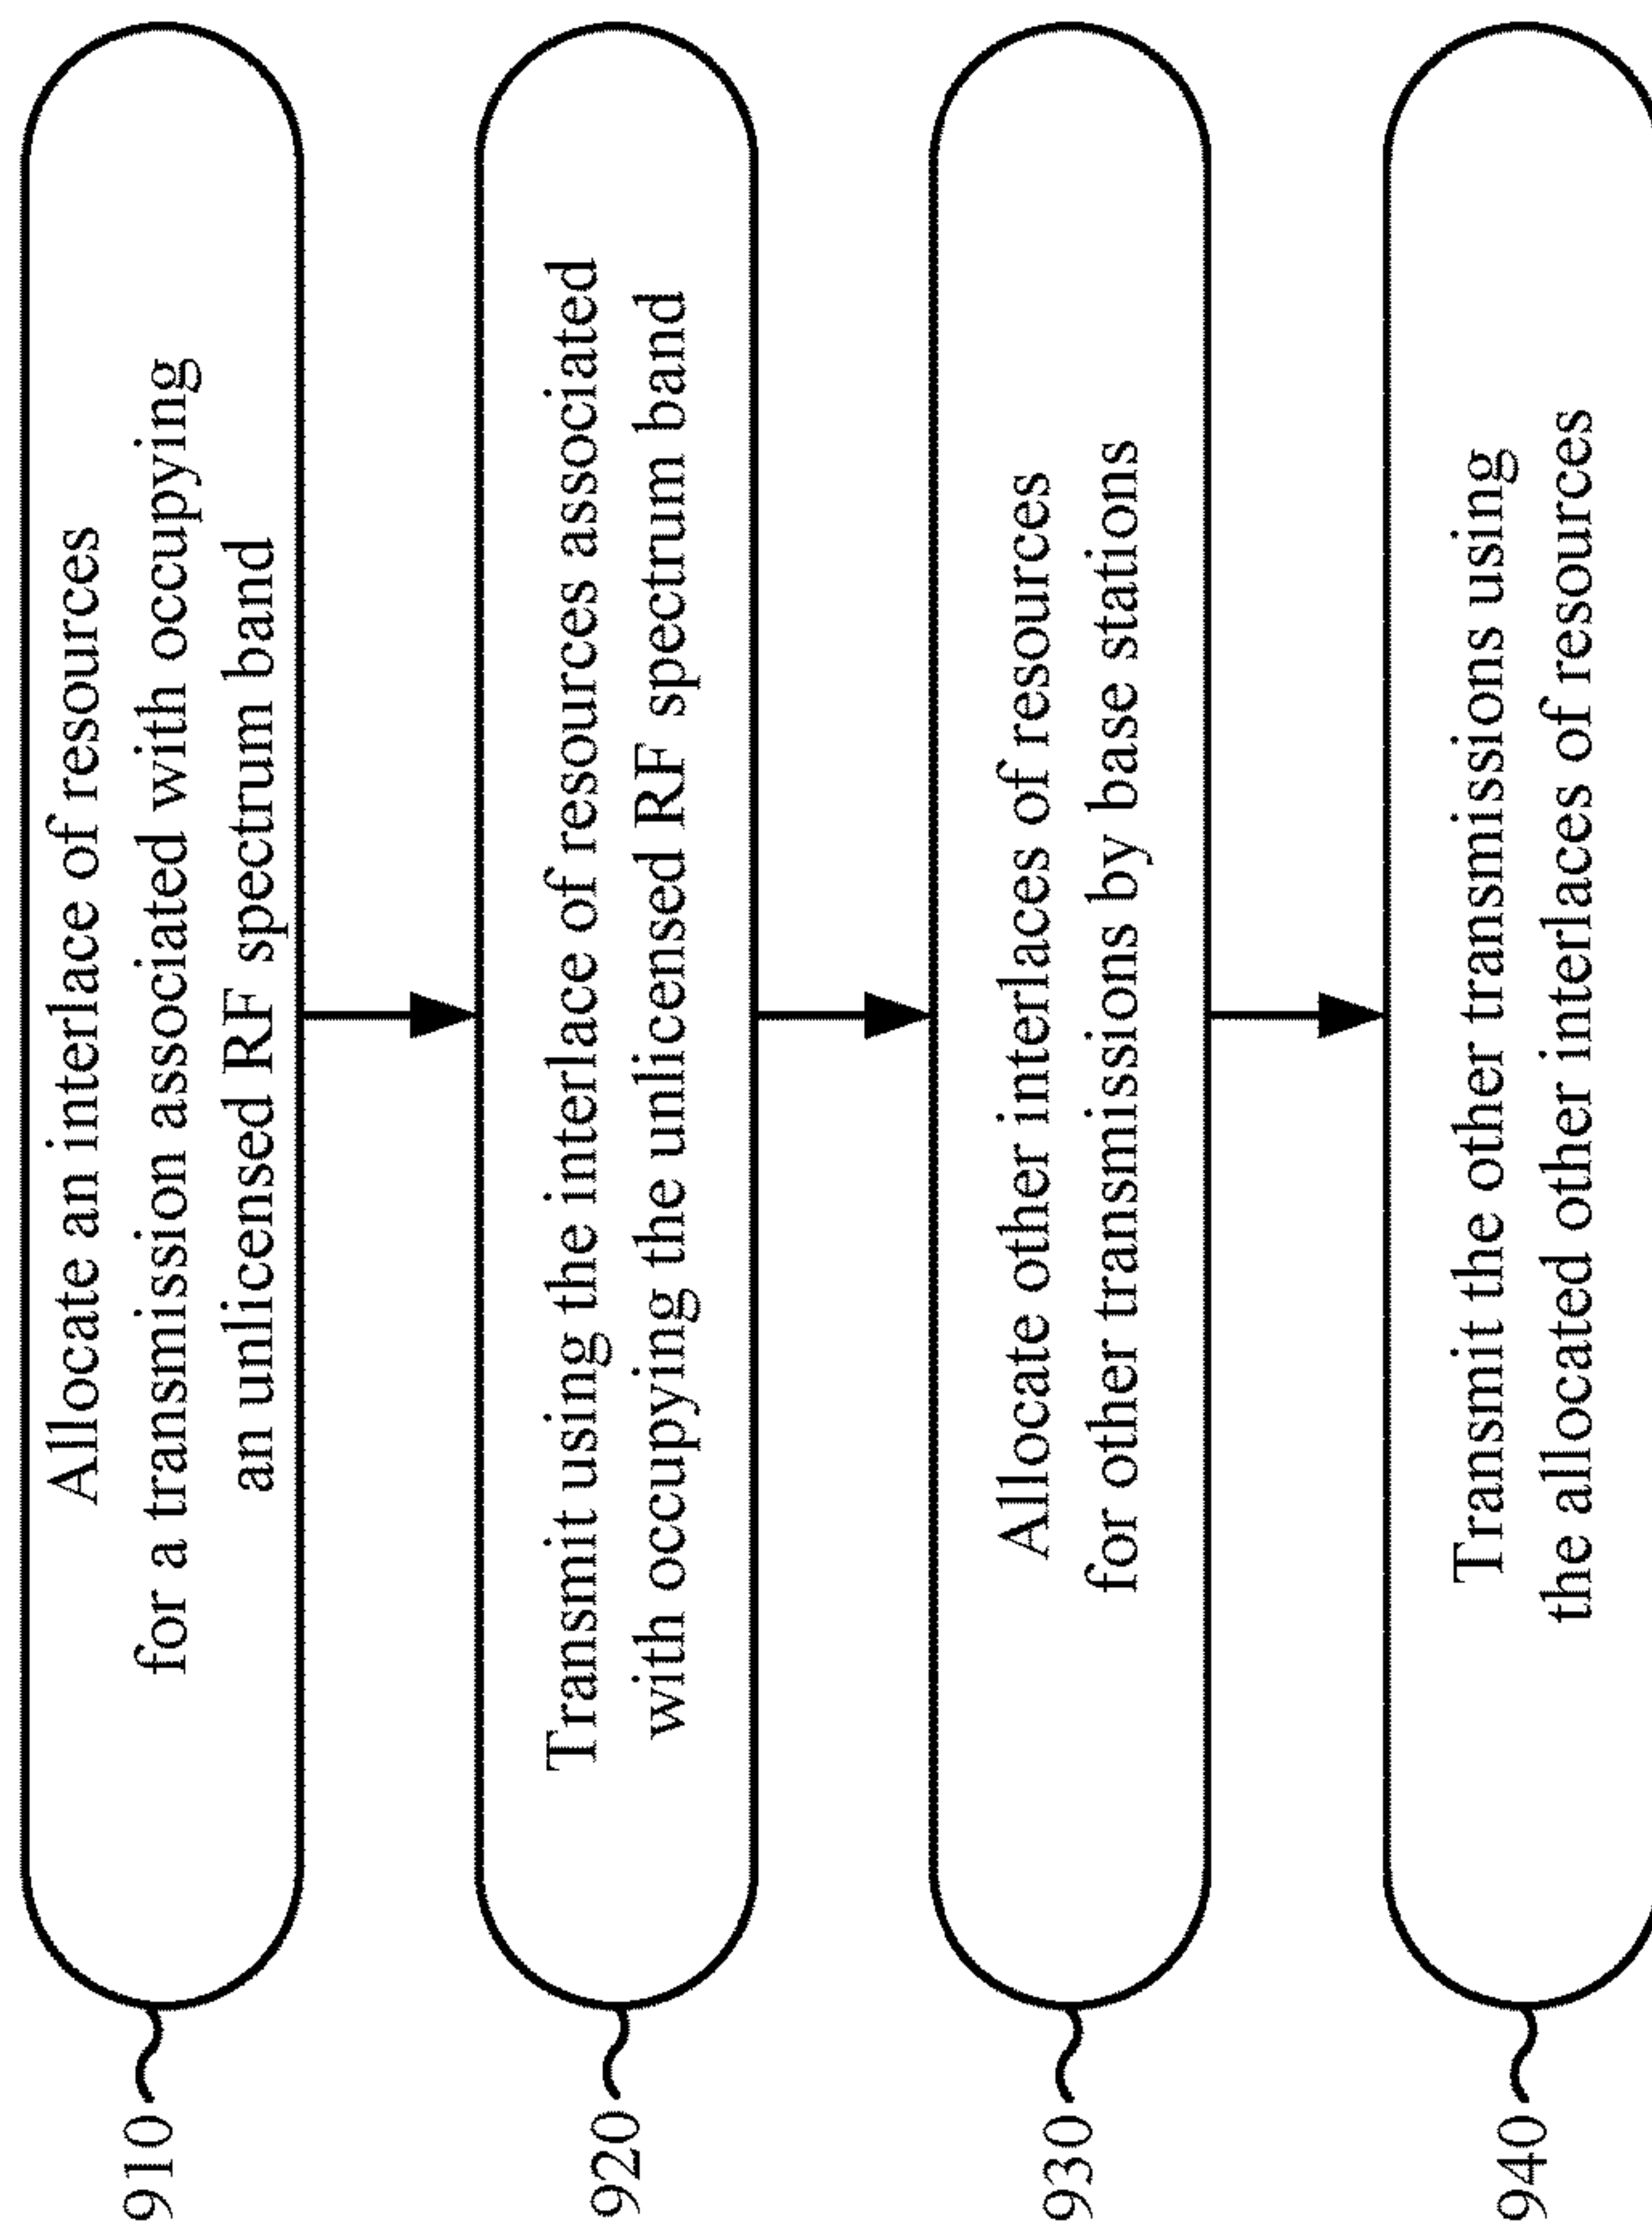 910
Allocate an interlace of resources
for a transmission associated with occupying
an unlicensed RF spectrum band
920
Transmit using the interlace of resources associated
with occupying the unlicensed RF spectrum band
930
Allocate other interlaces of resources
for other transmissions by base stations
940
Transmit the other transmissions using
the allocated other interlaces of resources